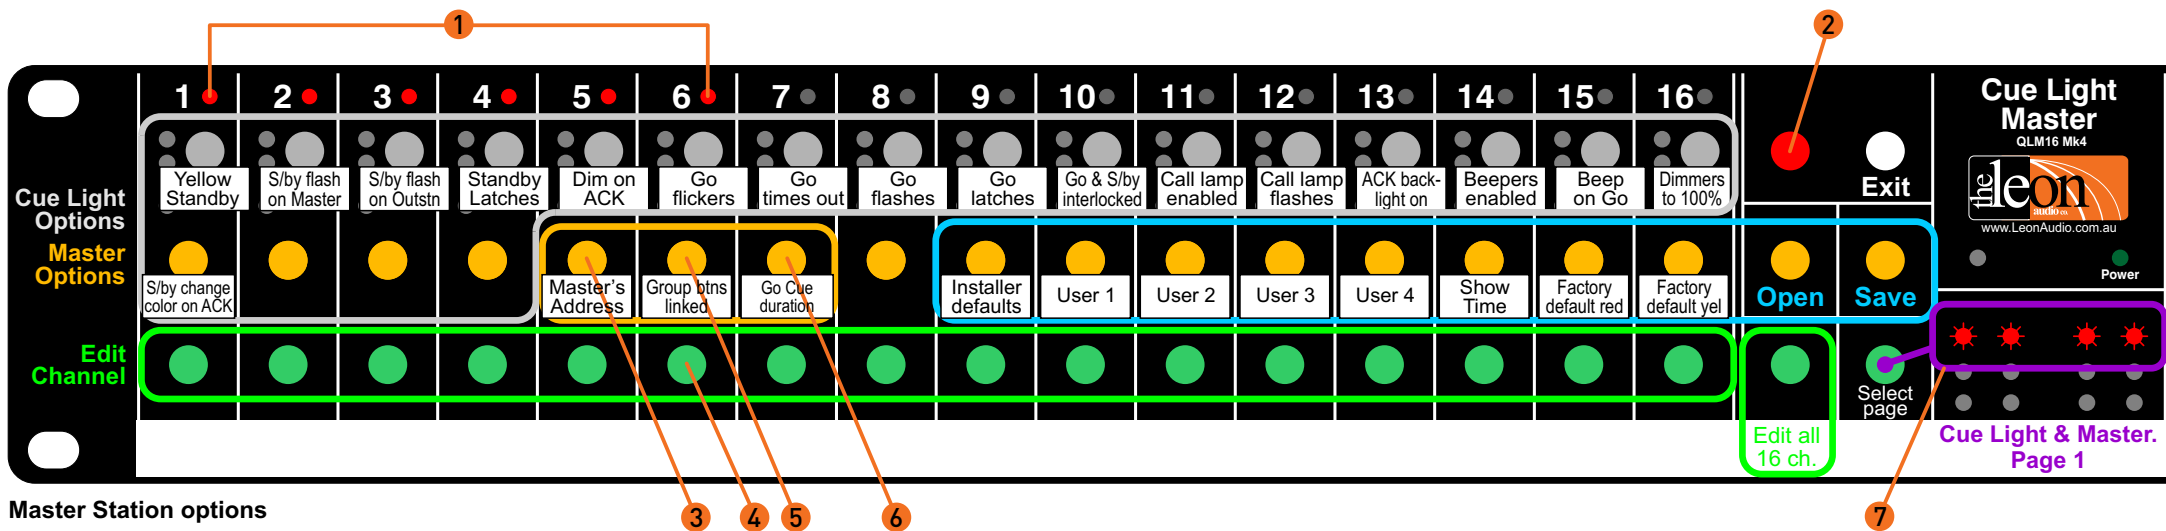 1
2
1 2 3 4 5 6 7 8 9 10 11 12 13 14 15 16
Cue Light
Master
QLM16 Mk4
the leon
audio co.
www.LeonAudio.com.au
Power
Exit
Cue Light
Options
Yellow
Standby
S/by flash
on Master
S/by flash
on Outstn
Standby
Latches
Dim on
ACK
Go
flickers
Go
times out
Go
flashes
Go
latches
Go & S/by
interlocked
Call lamp
enabled
Call lamp
flashes
ACK back-
light on
Beepers
enabled
Beep
on Go
Dimmers
to 100%
Master
Options
S/by change
color on ACK
Master's
Address
Group btns
linked
Go Cue
duration
Installer
defaults
User 1
User 2
User 3
User 4
Show
Time
Factory
default red
Factory
default yel
Open
Save
Edit
Channel
Select
page
Edit all
16 ch.
Cue Light & Master.
Page 1
Master Station options
3
4
5
6
7